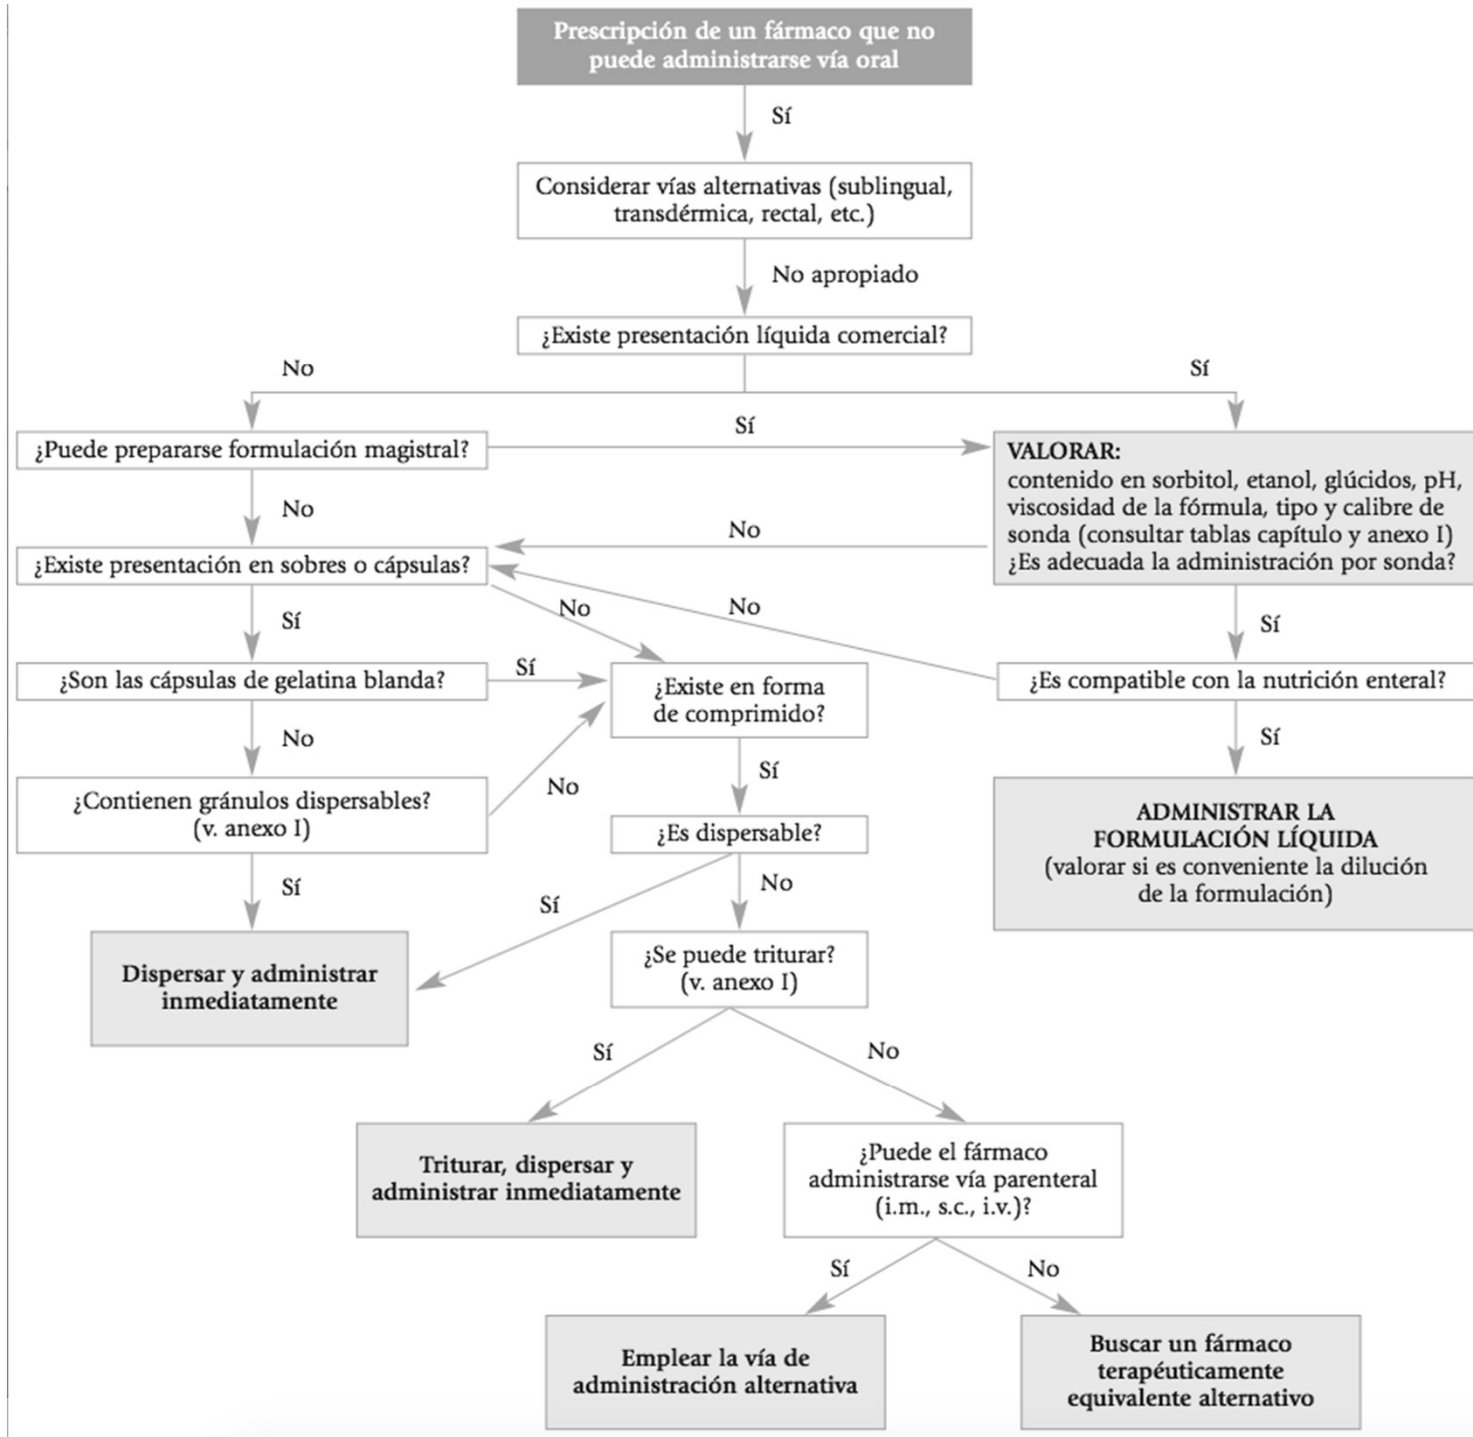 Prescripción de un fármaco que no
puede administrarse vía oral
Sí
Considerar vías alternativas (sublingual,
transdérmica, rectal, etc.)
No apropiado
¿Existe presentación líquida comercial?
No
Sí
¿Puede prepararse formulación magistral?
Sí
VALORAR:
contenido en sorbitol, etanol, glúcidos, pH,
viscosidad de la fórmula, tipo y calibre de
sonda (consultar tablas capítulo y anexo I)
¿Es adecuada la administración por sonda?
No
No
¿Existe presentación en sobres o cápsulas?
No
No
Sí
Sí
¿Son las cápsulas de gelatina blanda?
Sí
¿Existe en forma
de comprimido?
¿Es compatible con la nutrición enteral?
No
No
Sí
Sí
¿Contienen gránulos dispersables?
(v. anexo I)
¿Es dispersable?
ADMINISTRAR LA
FORMULACIÓN LÍQUIDA
(valorar si es conveniente la dilución
de la formulación)
Sí
Sí
No
Dispersar y administrar
inmediatamente
¿Se puede triturar?
(v. anexo I)
Sí
No
Triturar, dispersar y
administrar inmediatamente
¿Puede el fármaco
administrarse vía parenteral
(i.m., s.c., i.v.)?
Sí
No
Emplear la vía de
administración alternativa
Buscar un fármaco
terapéuticamente
equivalente alternativo